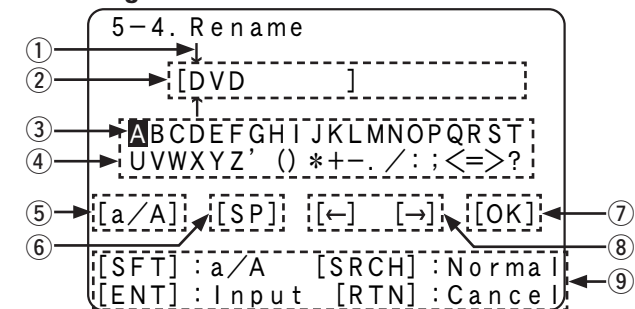 5-4. Rename
①
② [DVD ]
③ ABCDEFGHIJKLMNOPQRST
④ UVWXYZ' ()*+-./:;<=>?
⑤ [a/A] [SP] [←] [→] [OK] ⑦
⑥ ⑧
[SFT] :a/A [SRCH] :Normal ⑨
[ENT] :Input [RTN] :Cancel